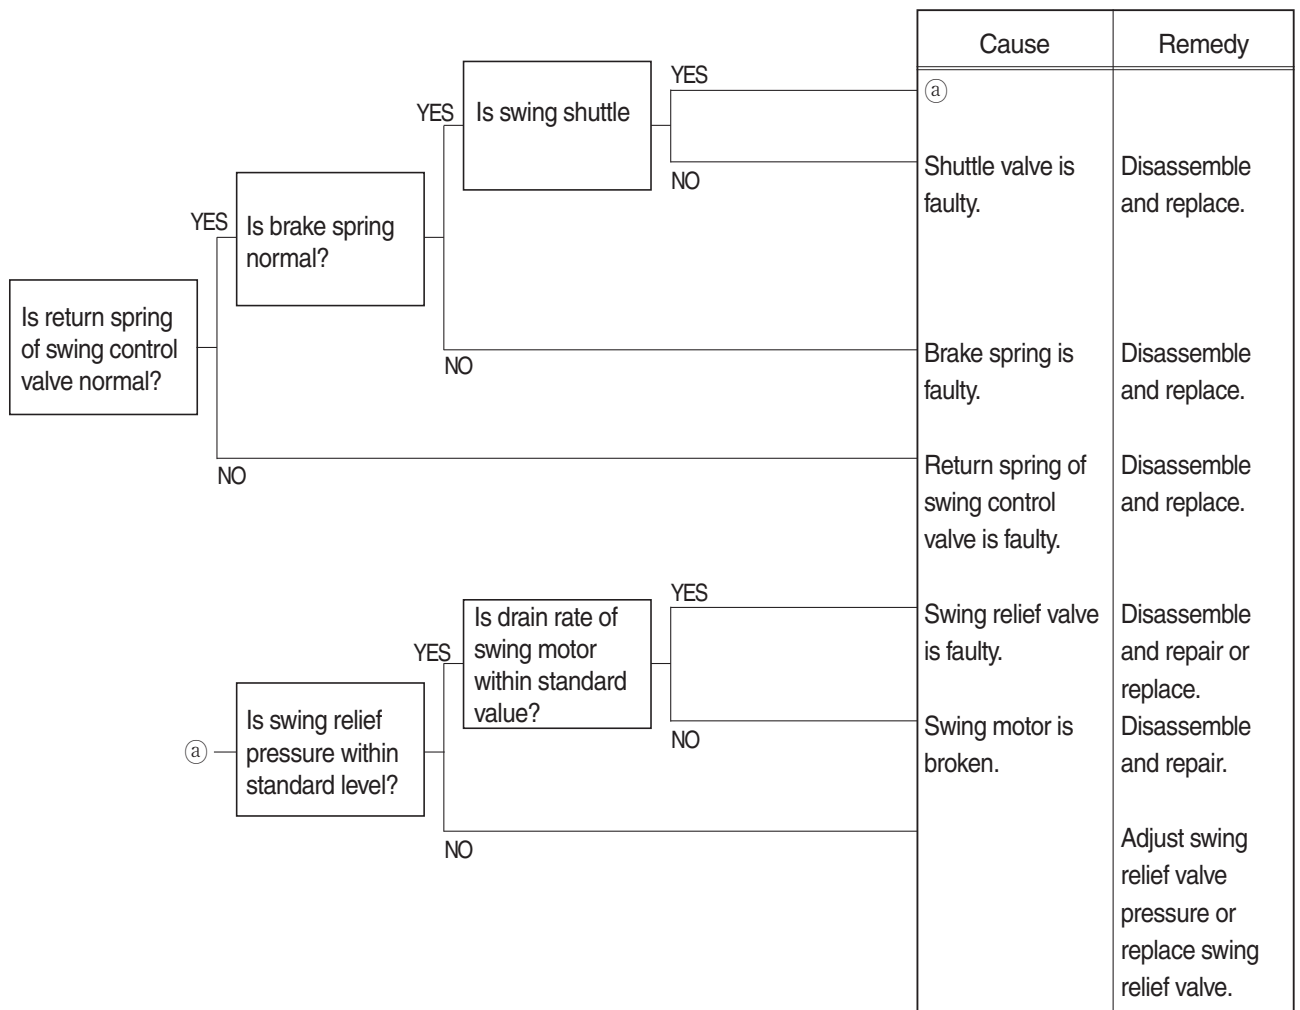 Cause
Remedy
YES
ⓐ
YES
Is swing shuttle
NO
Shuttle valve is
faulty.
Disassemble
and replace.
YES
Is brake spring
normal?
Is return spring
of swing control
valve normal?
NO
Brake spring is
faulty.
Disassemble
and replace.
NO
Return spring of
swing control
valve is faulty.
Disassemble
and replace.
YES
Is drain rate of
swing motor
within standard
value?
Swing relief valve
is faulty.
Disassemble
and repair or
replace.
YES
ⓐ
Is swing relief
pressure within
standard level?
NO
Swing motor is
broken.
Disassemble
and repair.
NO
Adjust swing
relief valve
pressure or
replace swing
relief valve.